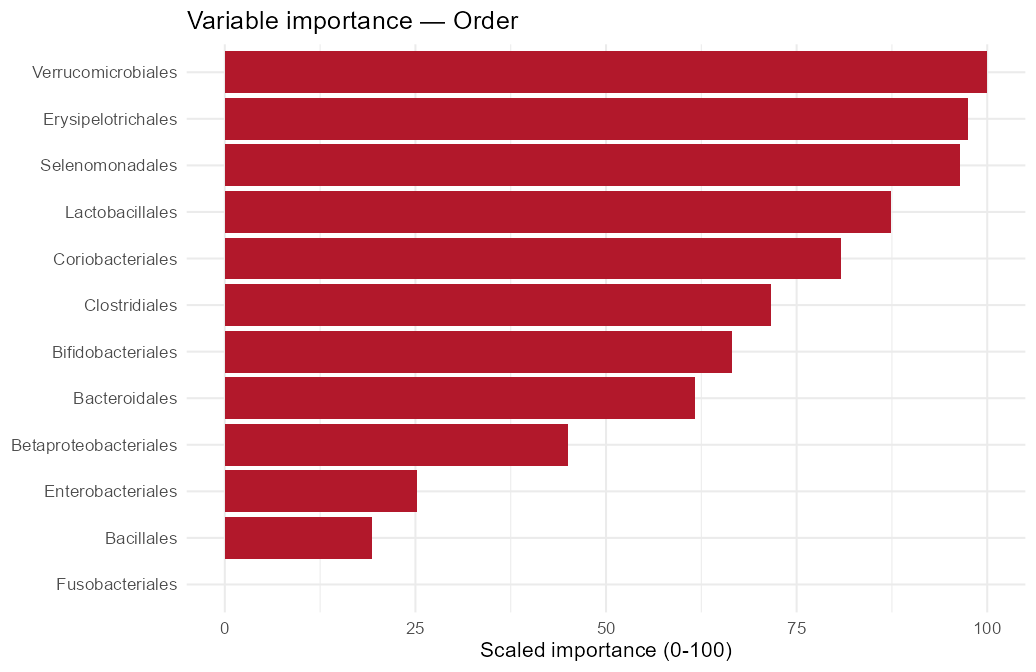 Variable importance — Order
Verrucomicrobiales
Erysipelotrichales
Selenomonadales
Lactobacillales
Coriobacteriales
Clostridiales
Bifidobacteriales
Bacteroidales
Betaproteobacteriales
Enterobacteriales
Bacillales
Fusobacteriales
0 25 50 75 100
Scaled importance (0-100)